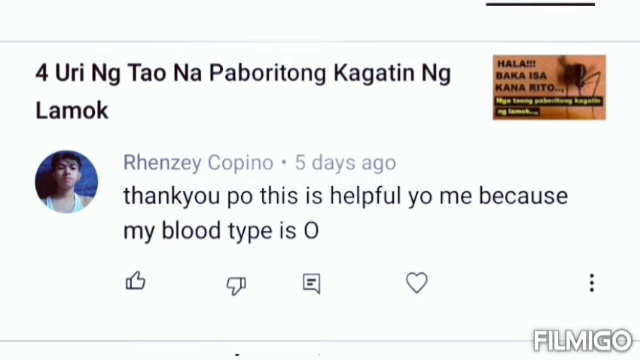 4 Uri Ng Tao Na Paboritong Kagatin Ng
Lamok
HALA!!!
BAKA ISA
KANA RITO..,
Mga taong paboritong kagatin
ng lamok..,
Rhenzey Copino • 5 days ago
thankyou po this is helpful yo me because
my blood type is O
FILMIGO